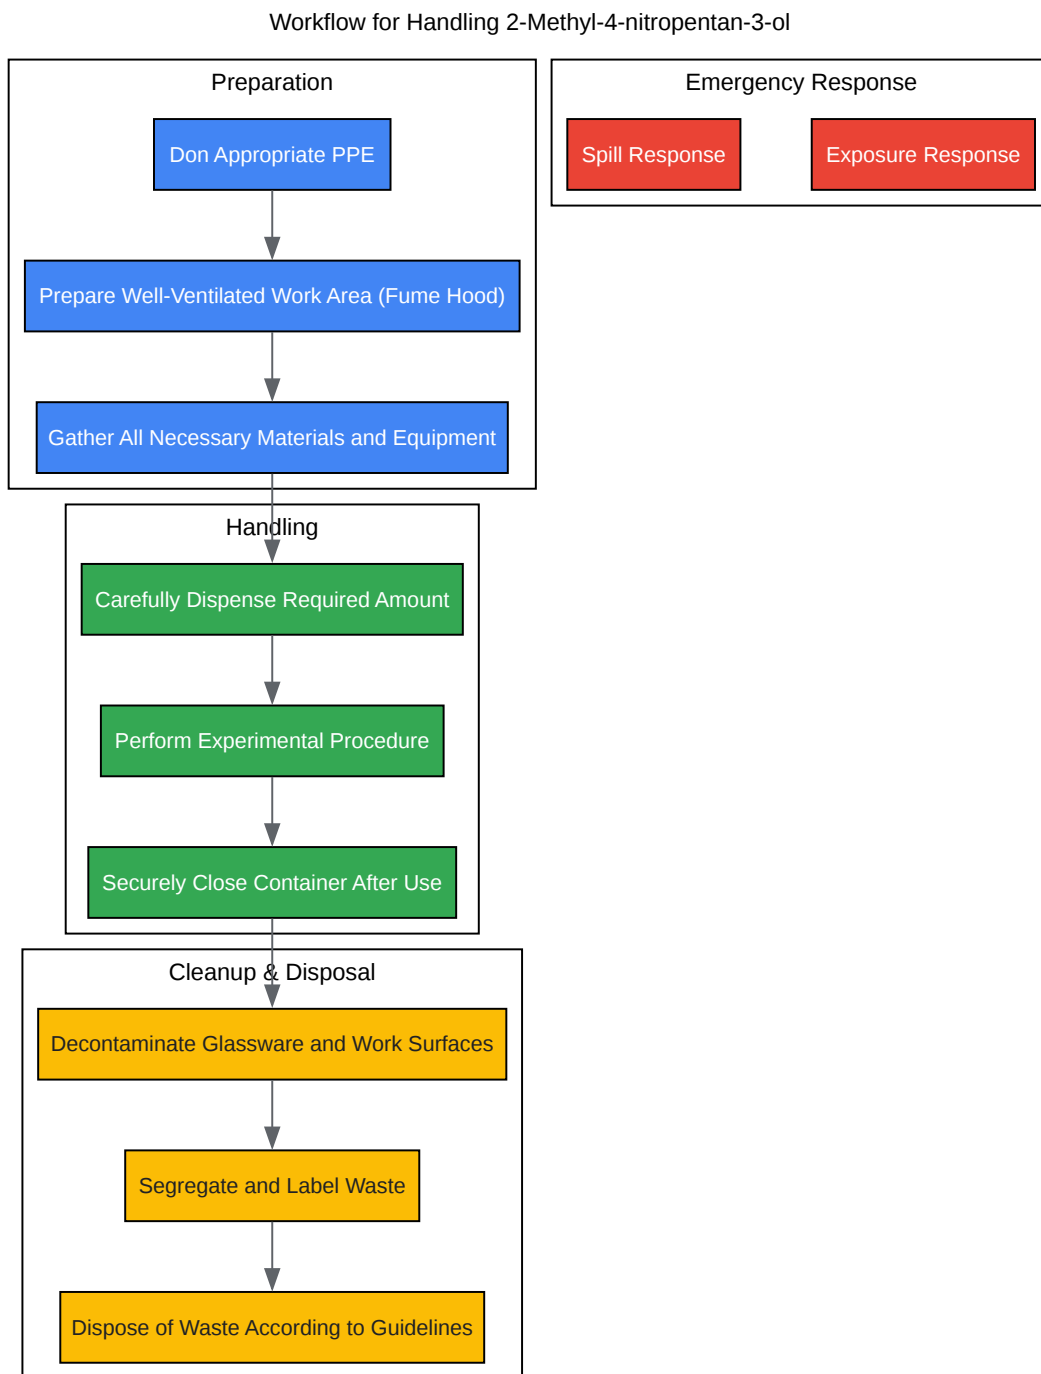 Workflow for Handling 2-Methyl-4-nitropentan-3-ol
Preparation
Don Appropriate PPE
Prepare Well-Ventilated Work Area (Fume Hood)
Gather All Necessary Materials and Equipment
Emergency Response
Spill Response
Exposure Response
Handling
Carefully Dispense Required Amount
Perform Experimental Procedure
Securely Close Container After Use
Cleanup & Disposal
Decontaminate Glassware and Work Surfaces
Segregate and Label Waste
Dispose of Waste According to Guidelines